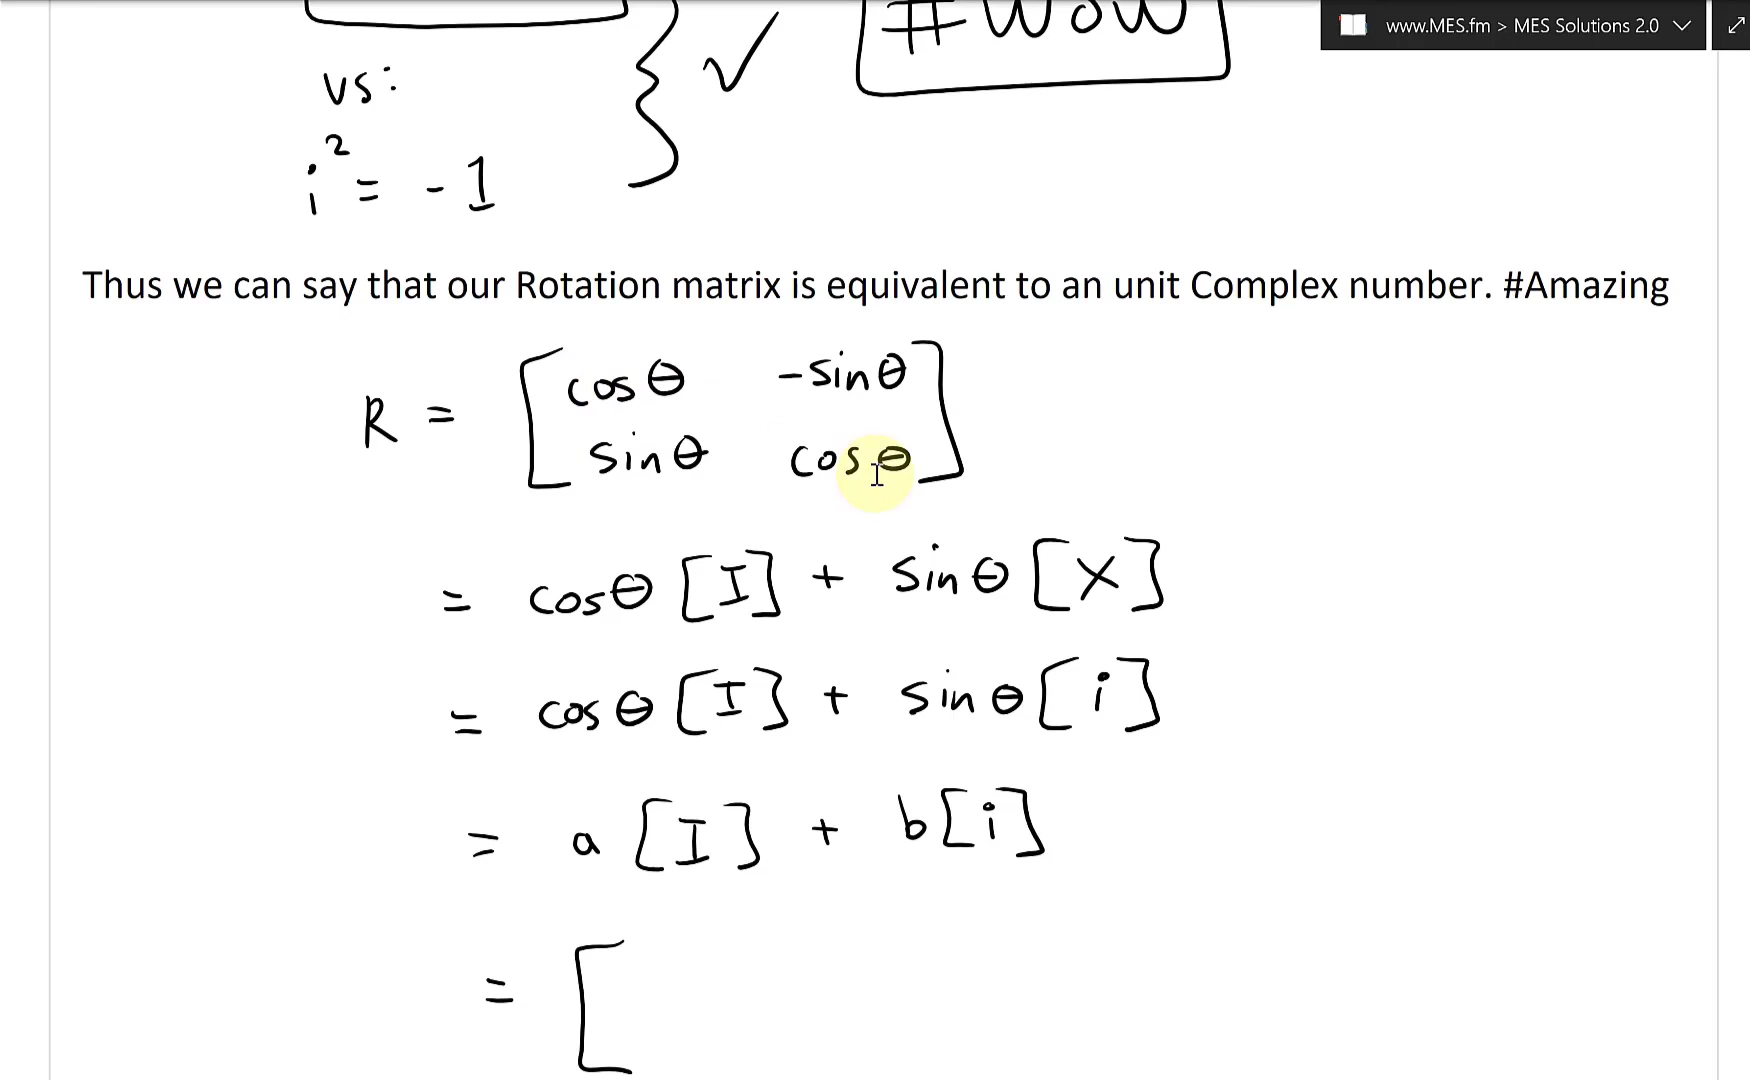 #WOW
www.MES.fm > MES Solutions 2.0
vs:
i² = -1
Thus we can say that our Rotation matrix is equivalent to an unit Complex number. #Amazing
R = [cosθ -sinθ
sinθ cosθ]
= cosθ [I] + sinθ [X]
= cosθ [I] + sinθ [i]
= a [I] + b[i]
= [